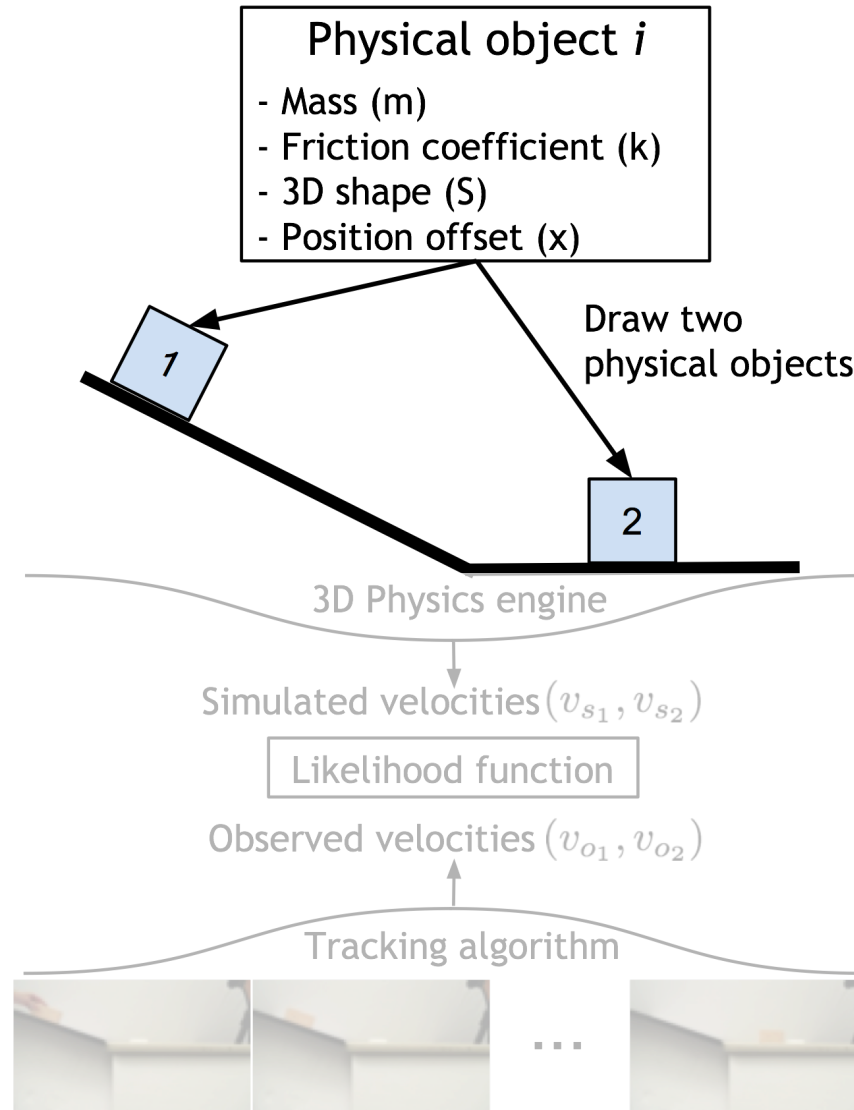 Physical object i
- Mass (m)
- Friction coefficient (k)
- 3D shape (S)
- Position offset (x)
Draw two
physical objects
1
2
3D Physics engine
Simulated velocities (v_{s_1}, v_{s_2})
Likelihood function
Observed velocities (v_{o_1}, v_{o_2})
Tracking algorithm
...